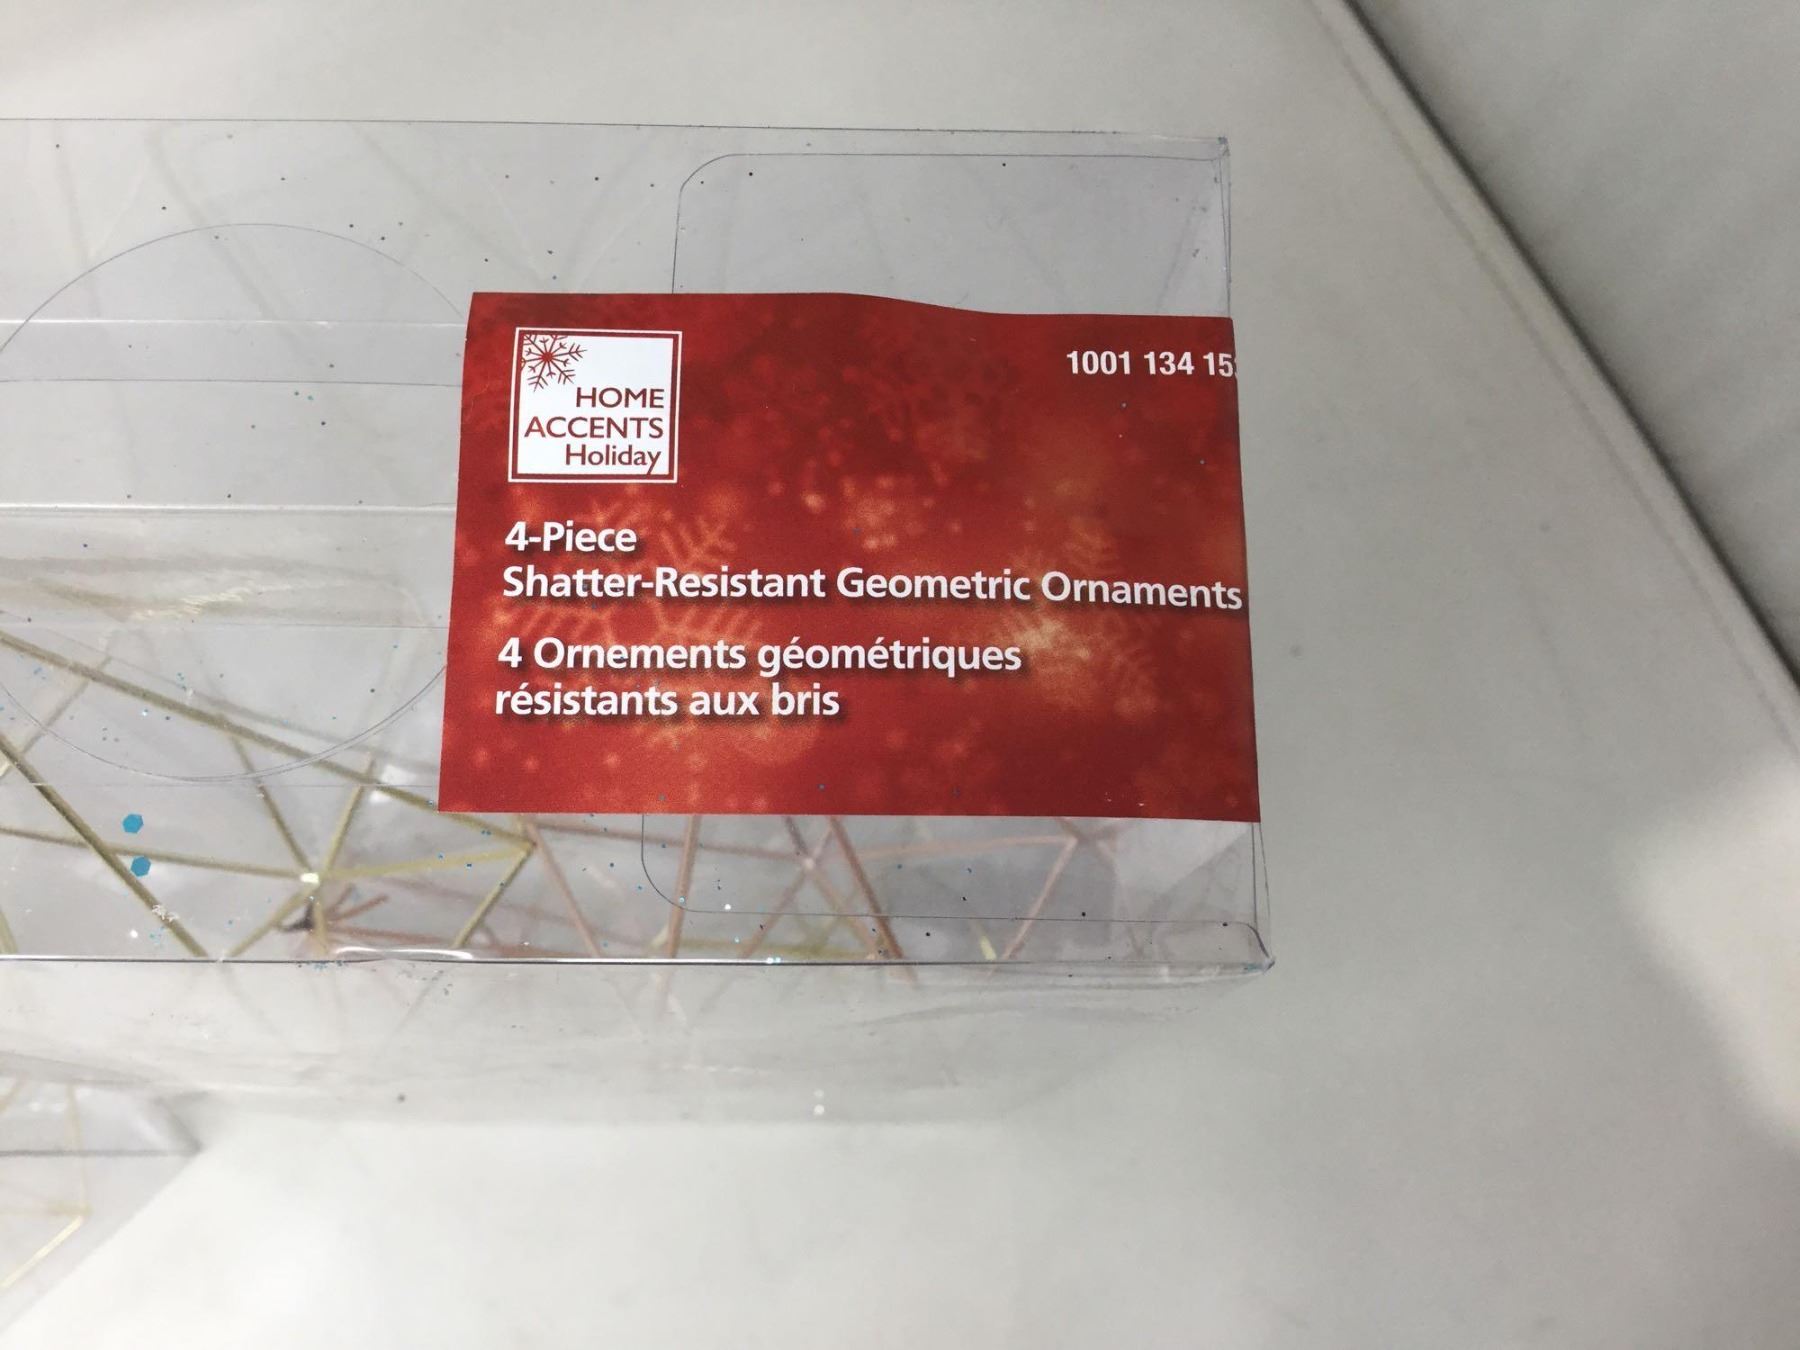 HOME
ACCENTS
Holiday
1001 134
4-Piece
Shatter-Resistant Geometric Ornaments
4 Ornements géométriques
résistants aux bris